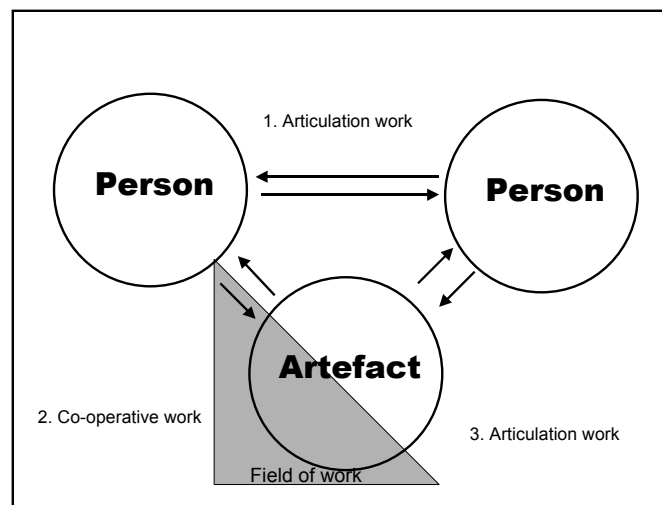 1. Articulation work
Person
Person
Artefact
2. Co-operative work
3. Articulation work
Field of work